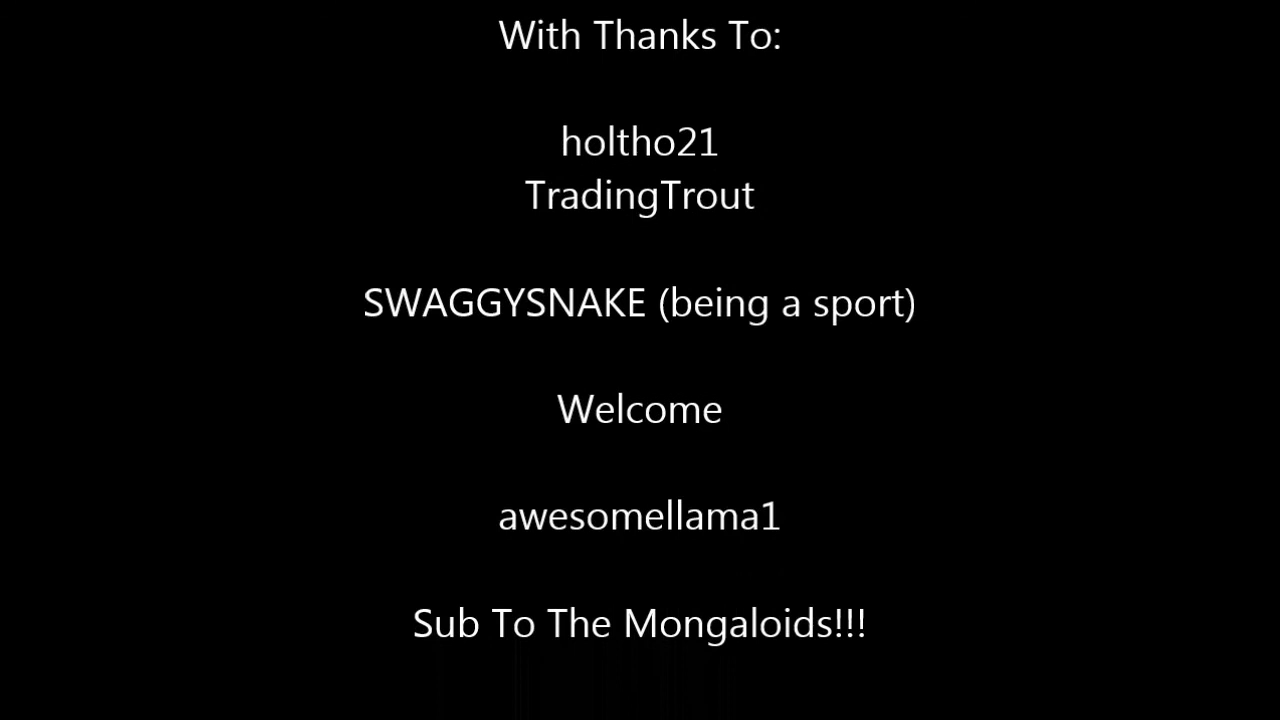 With Thanks To:
holtho21
TradingTrout
SWAGGYSNAKE (being a sport)
Welcome
awesomellama1
Sub To The Mongaloids!!!